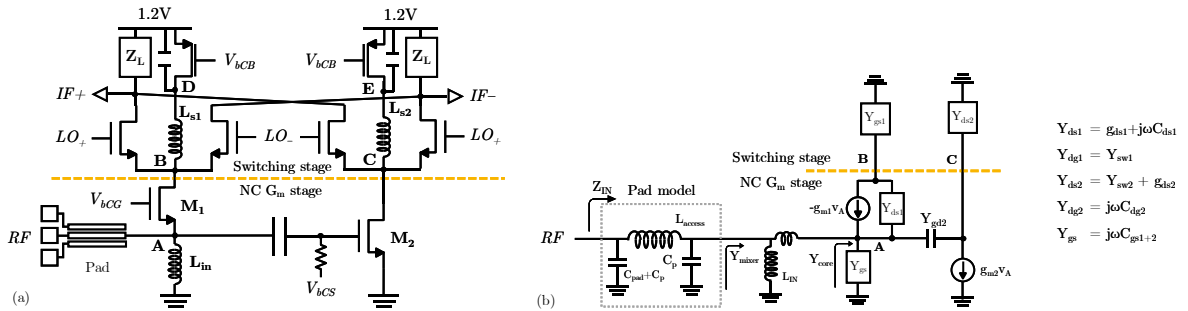 1.2V
1.2V
Z_L
V_bCB
V_bCB
Z_L
D
E
IF+
IF−
L_s1
L_s2
LO_+
LO_−
LO_+
B
C
Switching stage
NC G_m stage
V_bCG
M_1
M_2
RF
A
L_in
Pad
V_bCS
(a)
Y_gs1
Y_ds2
Switching stage
B
C
NC G_m stage
Z_IN
Pad model
-g_m1v_A
Y_ds1
L_access
Y_gd2
RF
A
C_pad+C_p
C_p
Y_mixer
L_IN
Y_core
Y_gs
g_m2v_A
(b)
Y_ds1 = g_ds1+jωC_ds1
Y_dg1 = Y_sw1
Y_ds2 = Y_sw2 + g_ds2
Y_dg2 = jωC_dg2
Y_gs = jωC_gs1+2